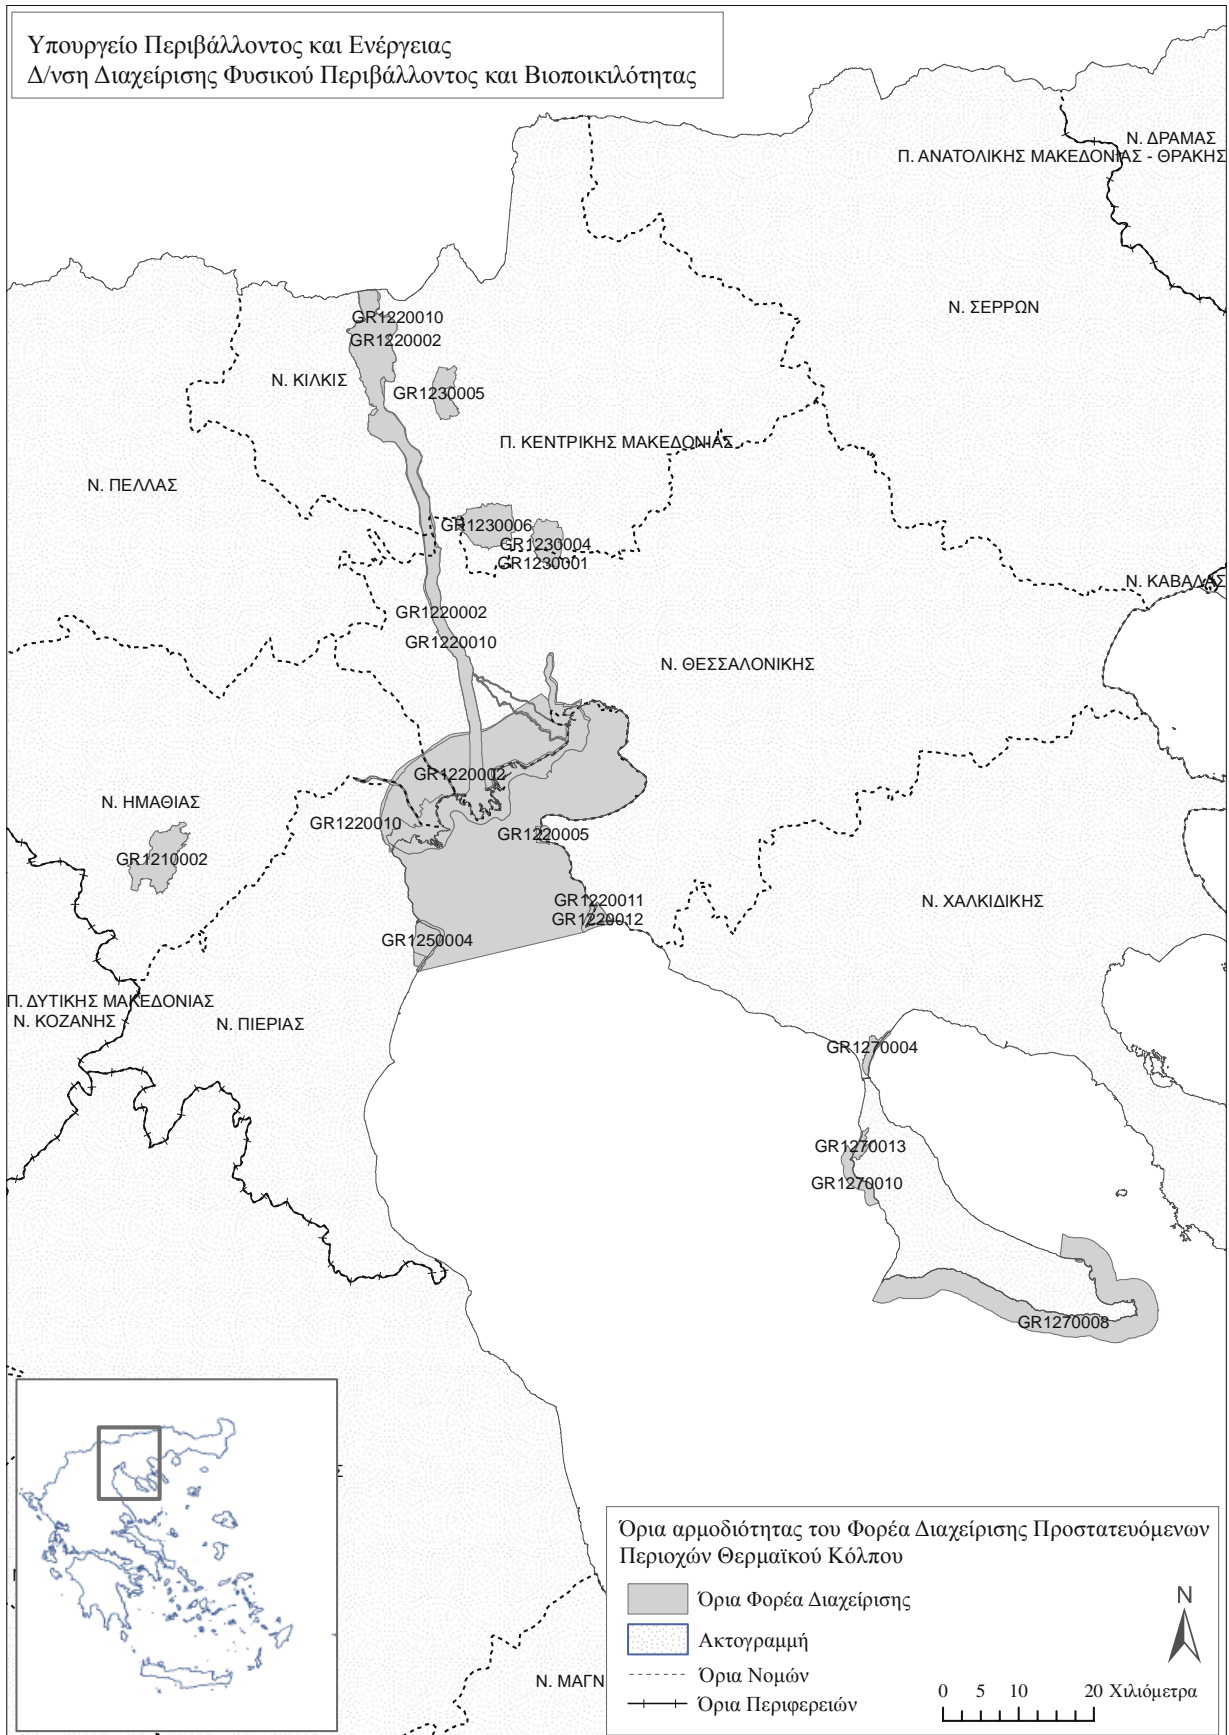 Υπουργείο Περιβάλλοντος και Ενέργειας
Δ/νση Διαχείρισης Φυσικού Περιβάλλοντος και Βιοποικιλότητας
Ν. ΔΡΑΜΑΣ
Π. ΑΝΑΤΟΛΙΚΗΣ ΜΑΚΕΔΟΝΙΑΣ - ΘΡΑΚΗΣ
Ν. ΣΕΡΡΩΝ
GR1220010
GR1220002
Ν. ΚΙΛΚΙΣ
GR1230005
Π. ΚΕΝΤΡΙΚΗΣ ΜΑΚΕΔΟΝΙΑΣ
Ν. ΠΕΛΛΑΣ
GR1230006
GR1230004
GR1230001
Ν. ΚΑΒΑΛΑΣ
GR1220002
GR1220010
Ν. ΘΕΣΣΑΛΟΝΙΚΗΣ
GR1220002
Ν. ΗΜΑΘΙΑΣ
GR1220010
GR1220005
GR1210002
GR1220011
GR1220012
Ν. ΧΑΛΚΙΔΙΚΗΣ
GR1250004
Π. ΔΥΤΙΚΗΣ ΜΑΚΕΔΟΝΙΑΣ
Ν. ΚΟΖΑΝΗΣ
Ν. ΠΙΕΡΙΑΣ
GR1270004
GR1270013
GR1270010
GR1270008
Όρια αρμοδιότητας του Φορέα Διαχείρισης Προστατευόμενων
Περιοχών Θερμαϊκού Κόλπου
Όρια Φορέα Διαχείρισης
Ακτογραμμή
Όρια Νομών
Όρια Περιφερειών
N
0 5 10 20 Χιλιόμετρα
Ν. ΜΑΓΝ